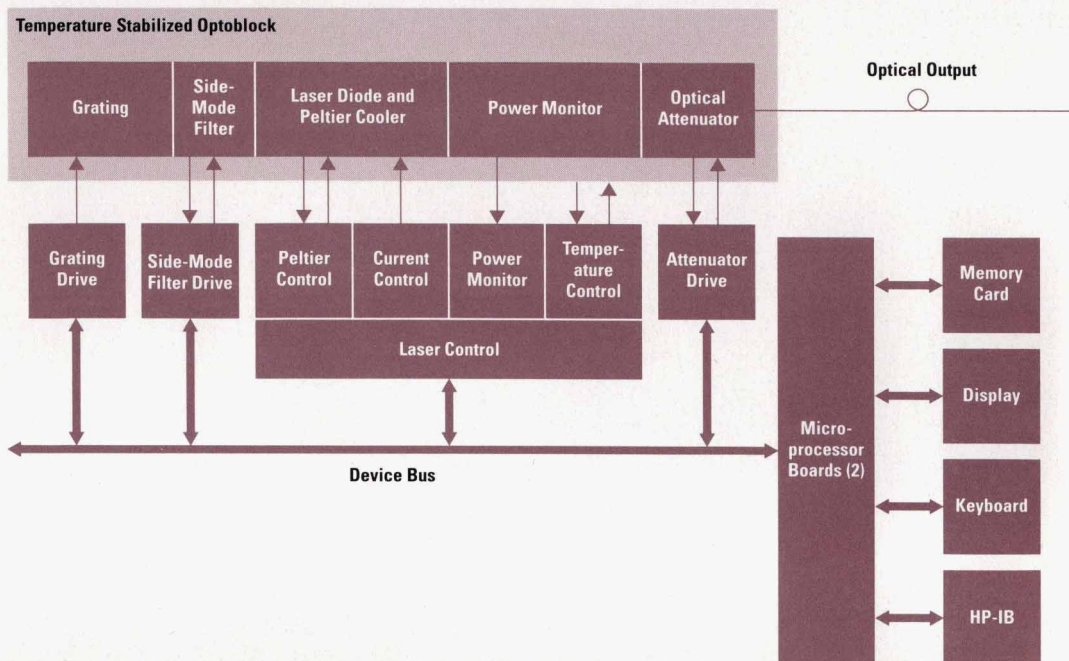 Temperature Stabilized Optoblock
Optical Output
Grating
Side-
Mode
Filter
Laser Diode and
Peltier Cooler
Power Monitor
Optical
Attenuator
Grating
Drive
Side-Mode
Filter Drive
Peltier
Control
Current
Control
Power
Monitor
Temper-
ature
Control
Attenuator
Drive
Laser Control
Device Bus
Micro-
processor
Boards (2)
Memory
Card
Display
Keyboard
HP-IB